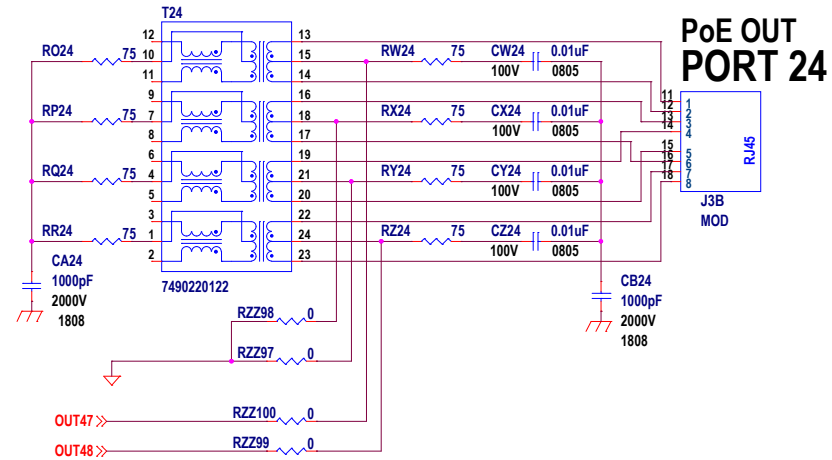 T24
PoE OUT
PORT 24
12 13
RO24 75 10 15 RW24 75 CW24 0.01uF
11 14 100V 0805
9 16
RP24 75 7 18 RX24 75 CX24 0.01uF
8 17 100V 0805
6 19
RQ24 75 4 21 RY24 75 CY24 0.01uF
5 20 100V 0805
3 22
RR24 75 1 24 RZ24 75 CZ24 0.01uF
2 23 100V 0805
11 1
12 2
13 3
14 4
15 5
16 6
17 7
18 8
RJ45
J3B
MOD
CA24
1000pF
2000V
1808
7490220122
CB24
1000pF
2000V
1808
RZZ98 0
RZZ97 0
OUT47 RZZ100 0
OUT48 RZZ99 0